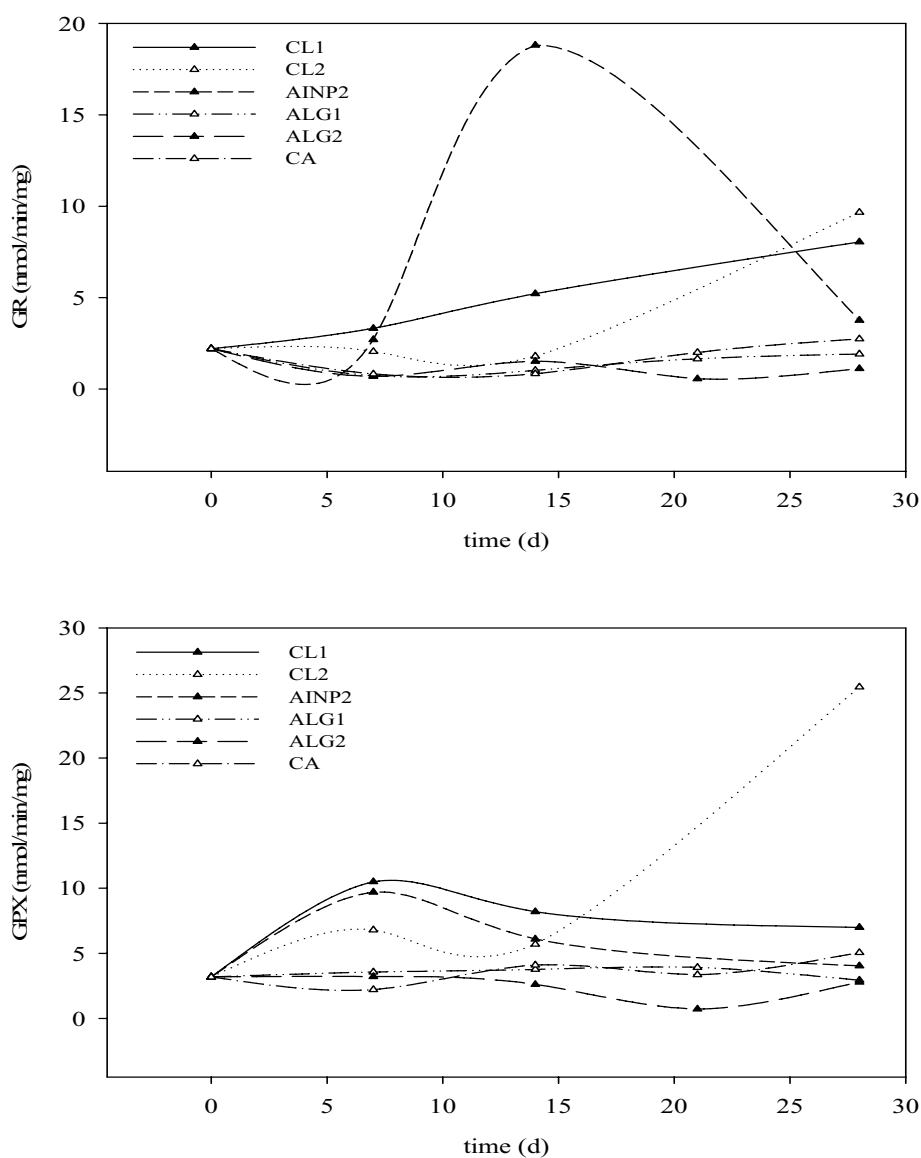 20
15
10
5
0
GR (nmol/min/mg)
CL1
CL2
AINP2
ALG1
ALG2
CA
0 5 10 15 20 25 30
time (d)
30
25
20
15
10
5
0
GPX (nmol/min/mg)
CL1
CL2
AINP2
ALG1
ALG2
CA
0 5 10 15 20 25 30
time (d)